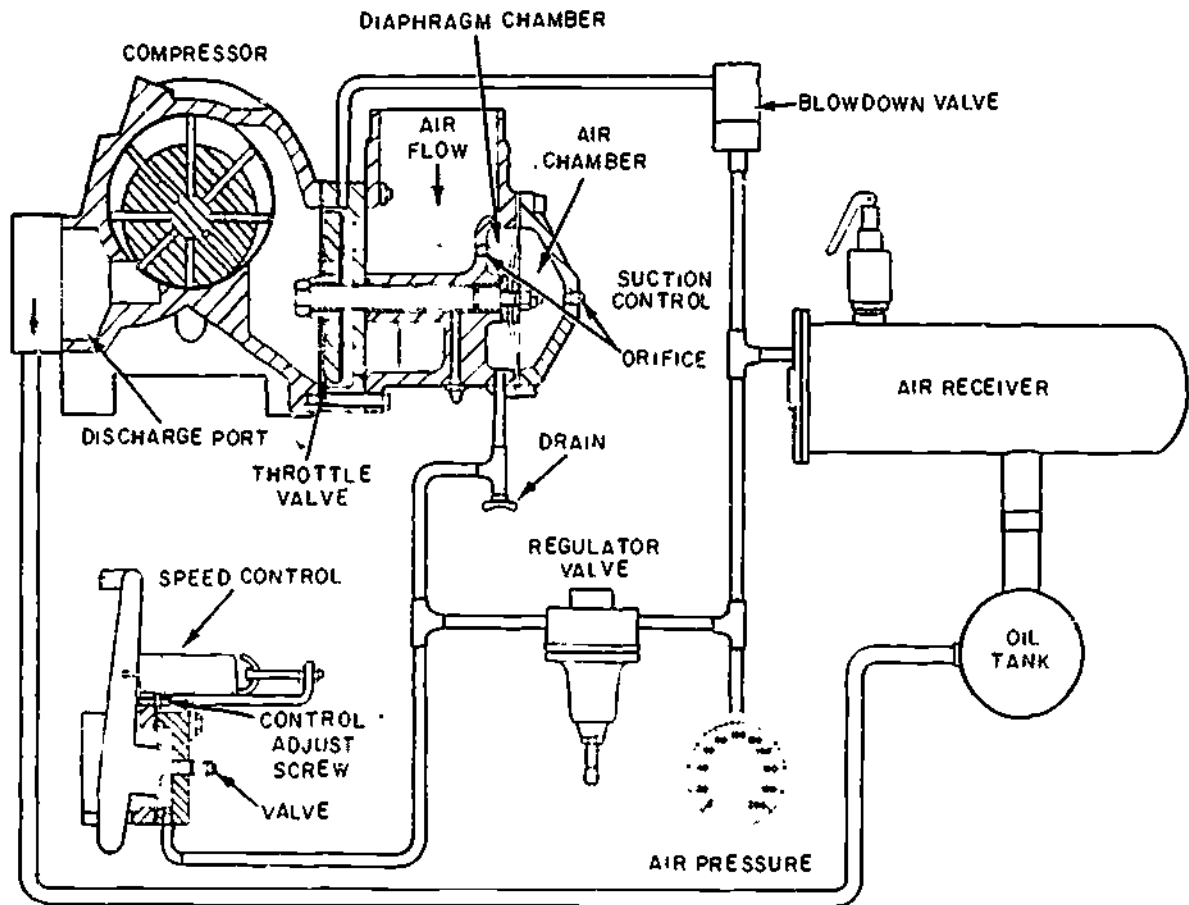 DIAPHRAGM CHAMBER
COMPRESSOR
BLOWDOWN VALVE
AIR
FLOW
AIR
CHAMBER
SUCTION
CONTROL
ORIFICE
AIR RECEIVER
DISCHARGE PORT
THROTTLE
VALVE
DRAIN
REGULATOR
VALVE
SPEED CONTROL
OIL
TANK
CONTROL
ADJUST
SCREW
VALVE
AIR PRESSURE